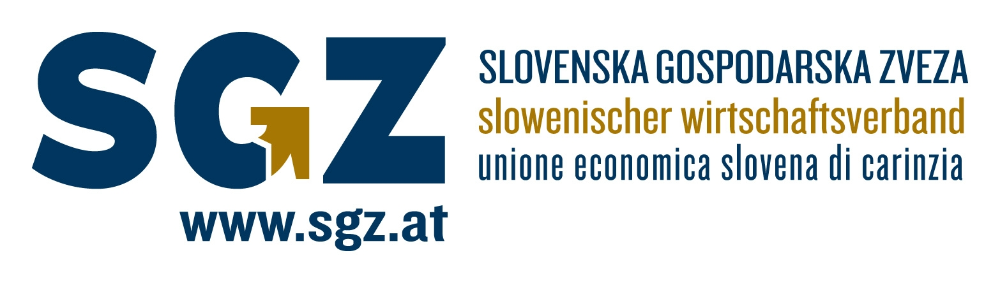 SGZ
www.sgz.at
SLOVENSKA GOSPODARSKA ZVEZA
slowenischer wirtschaftsverband
unione economica slovena di carinzia